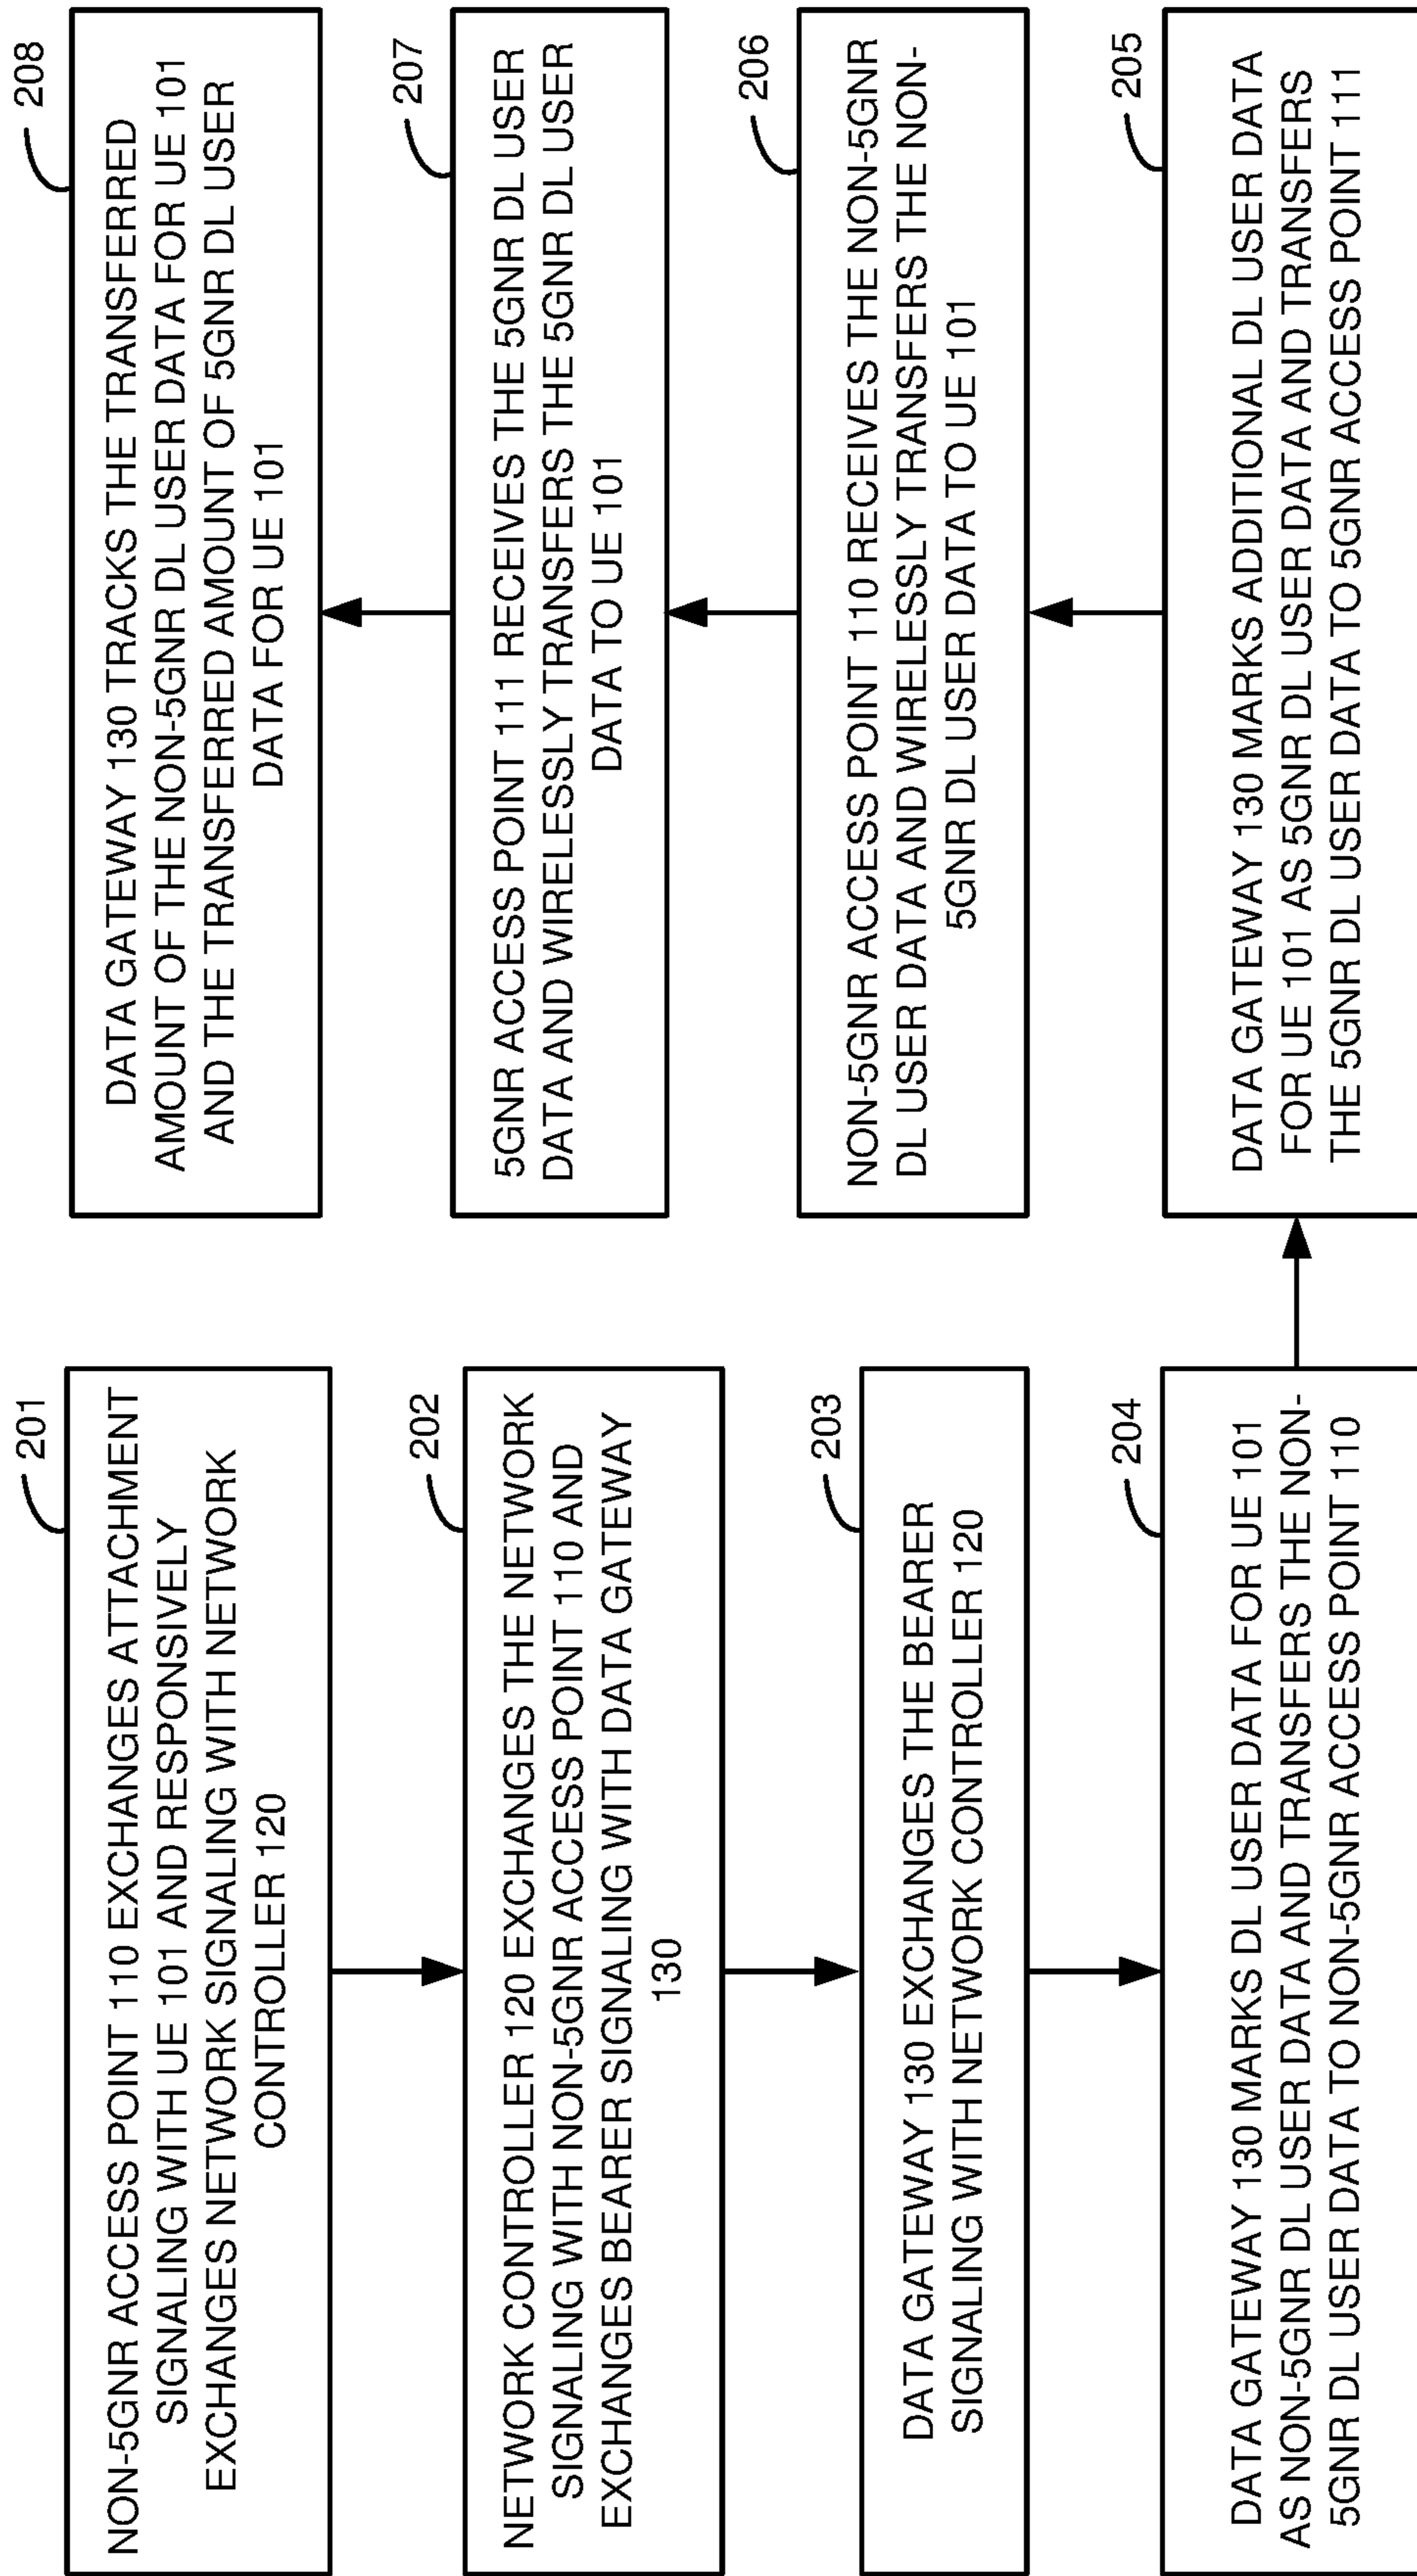 201
NON-5GNR ACCESS POINT 110 EXCHANGES ATTACHMENT
SIGNALING WITH UE 101 AND RESPONSIVELY
EXCHANGES NETWORK SIGNALING WITH NETWORK
CONTROLLER 120
202
NETWORK CONTROLLER 120 EXCHANGES THE NETWORK
SIGNALING WITH NON-5GNR ACCESS POINT 110 AND
EXCHANGES BEARER SIGNALING WITH DATA GATEWAY
130
203
DATA GATEWAY 130 EXCHANGES THE BEARER
SIGNALING WITH NETWORK CONTROLLER 120
204
DATA GATEWAY 130 MARKS DL USER DATA FOR UE 101
AS NON-5GNR DL USER DATA AND TRANSFERS THE NON-
5GNR DL USER DATA TO NON-5GNR ACCESS POINT 110
205
DATA GATEWAY 130 MARKS ADDITIONAL DL USER DATA
FOR UE 101 AS 5GNR DL USER DATA AND TRANSFERS
THE 5GNR DL USER DATA TO 5GNR ACCESS POINT 111
206
NON-5GNR ACCESS POINT 110 RECEIVES THE NON-5GNR
DL USER DATA AND WIRELESSLY TRANSFERS THE NON-
5GNR DL USER DATA TO UE 101
207
5GNR ACCESS POINT 111 RECEIVES THE 5GNR DL USER
DATA AND WIRELESSLY TRANSFERS THE 5GNR DL USER
DATA TO UE 101
208
DATA GATEWAY 130 TRACKS THE TRANSFERRED
AMOUNT OF THE NON-5GNR DL USER DATA FOR UE 101
AND THE TRANSFERRED AMOUNT OF 5GNR DL USER
DATA FOR UE 101